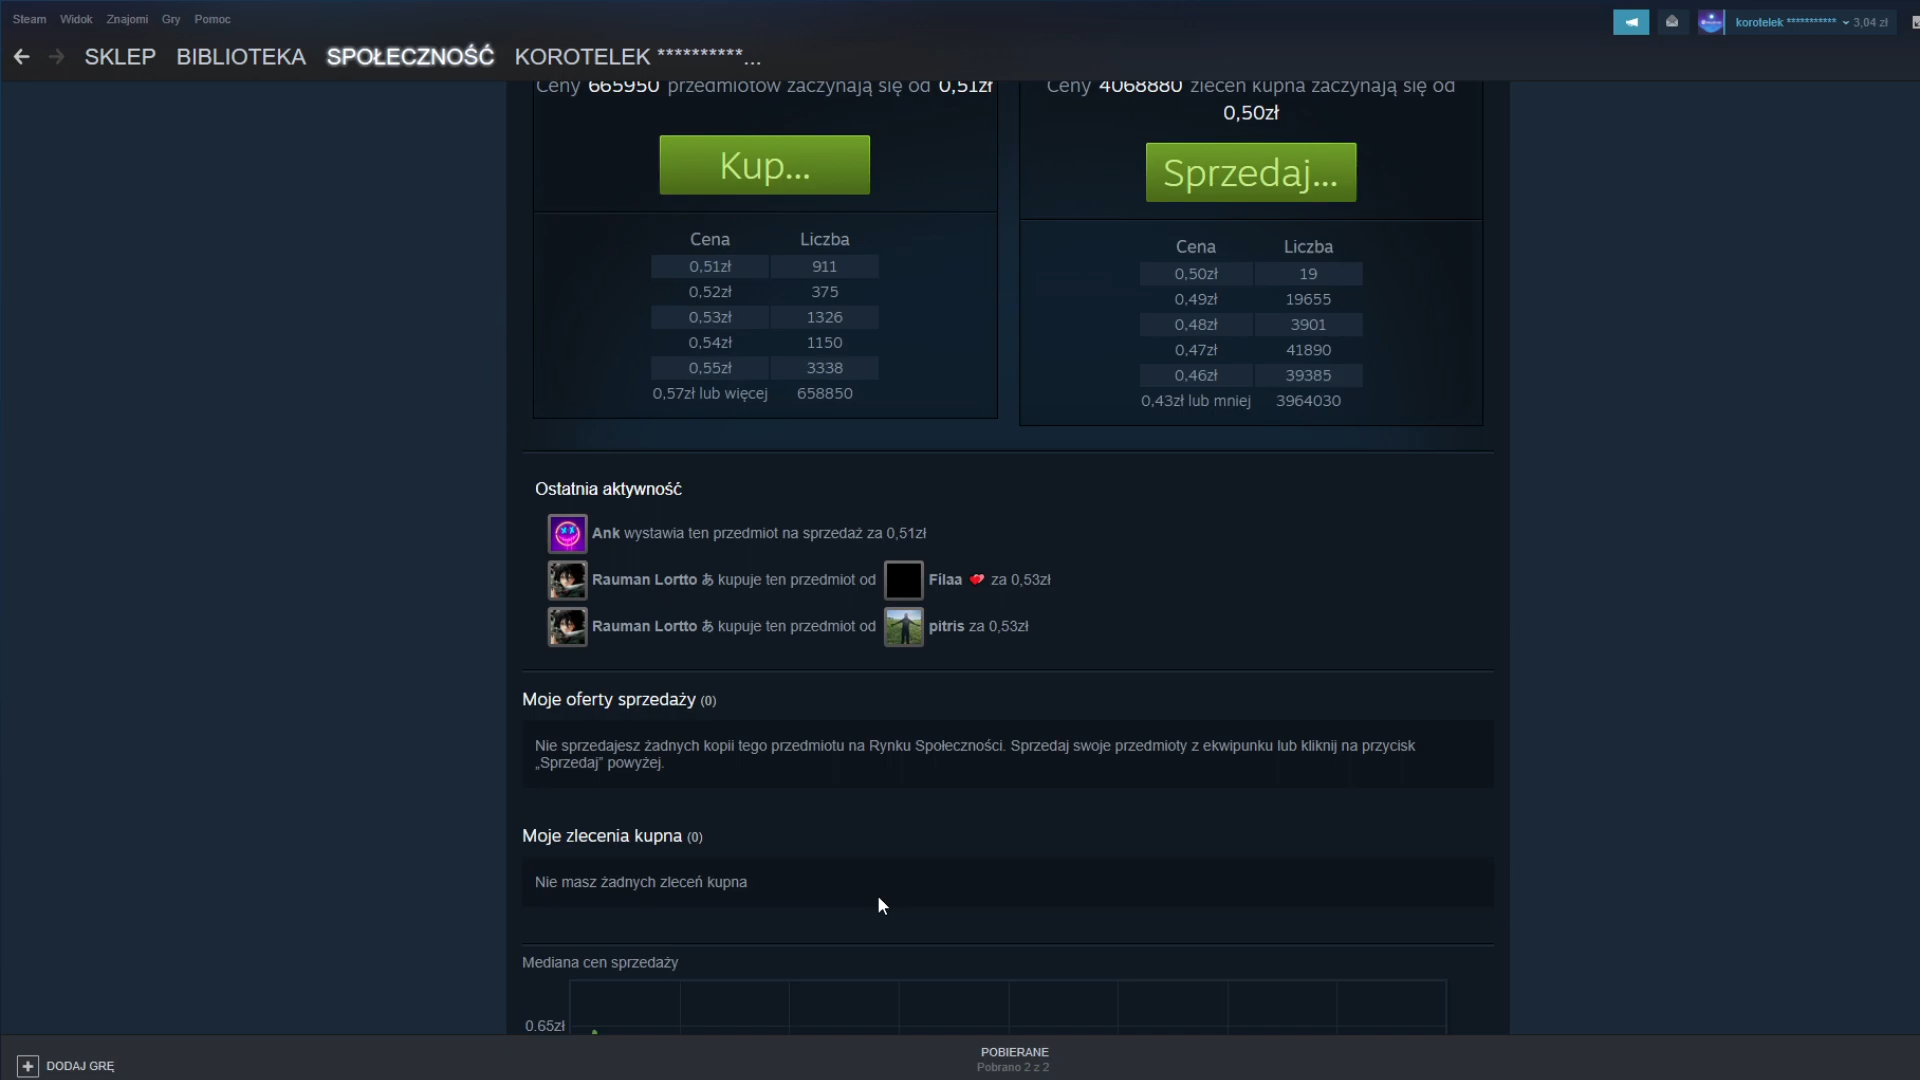 Steam Widok Znajomi Gry Pomoc
korotelek *********** 3,04 zł
SKLEP BIBLIOTEKA SPOŁECZNOŚĆ KOROTELEK **********...
Ceny 665950 przedmiotów zaczynają się od 0,51zł
Kup...
Cena Liczba
0,51zł 911
0,52zł 375
0,53zł 1326
0,54zł 1150
0,55zł 3338
0,57zł lub więcej 658850
Ceny 4068880 zleceń kupna zaczynają się od
0,50zł
Sprzedaj...
Cena Liczba
0,50zł 19
0,49zł 19655
0,48zł 3901
0,47zł 41890
0,46zł 39385
0,43zł lub mniej 3964030
Ostatnia aktywność
Ank wystawia ten przedmiot na sprzedaż za 0,51zł
Rauman Lortto あ kupuje ten przedmiot od Filaa za 0,53zł
Rauman Lortto あ kupuje ten przedmiot od pitris za 0,53zł
Moje oferty sprzedaży (0)
Nie sprzedajesz żadnych kopii tego przedmiotu na Rynku Społeczności. Sprzedaj swoje przedmioty z ekwipunku lub kliknij na przycisk
„Sprzedaj” powyżej.
Moje zlecenia kupna (0)
Nie masz żadnych zleceń kupna
Mediana cen sprzedaży
0.65zł
DODAJ GRĘ
POBIERANE
Pobrano 2 z 2